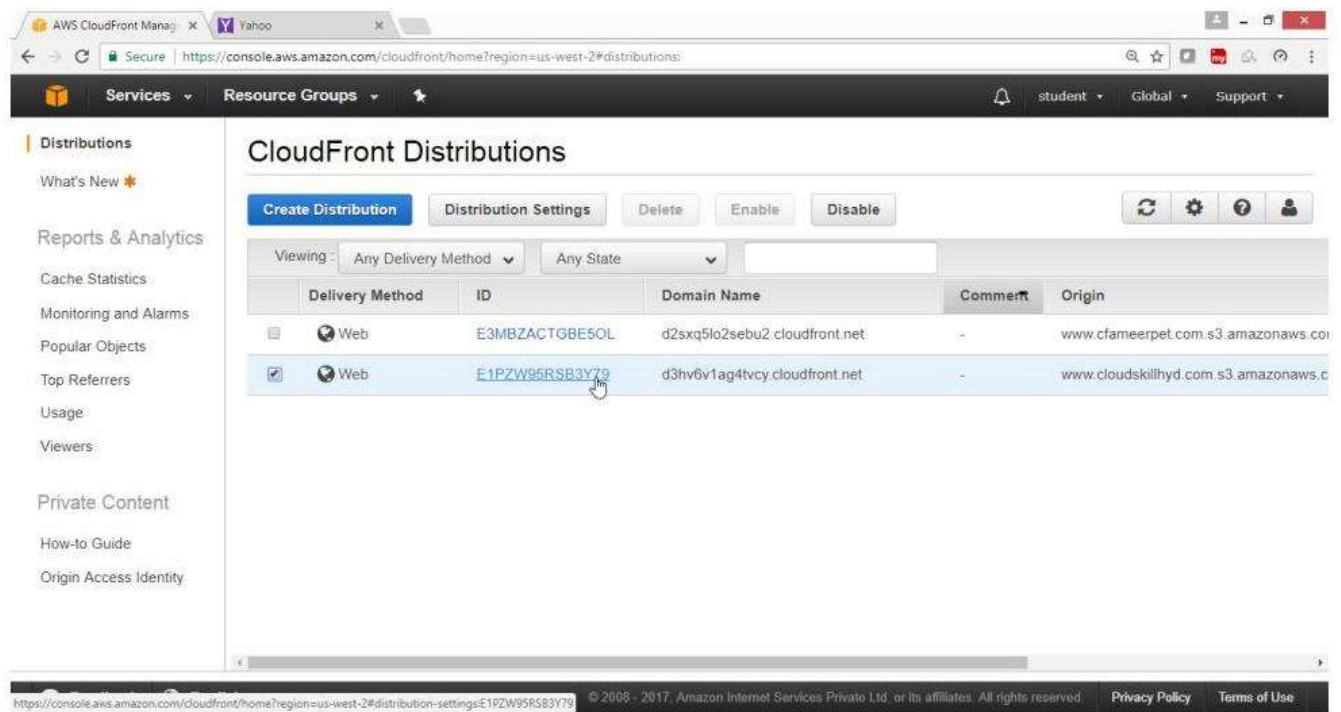 AWS CloudFront Manag
Yahoo
Secure
https://console.aws.amazon.com/cloudfront/home?region=us-west-2#distributions:
Services
Resource Groups
student
Global
Support
Distributions
What's New
Reports & Analytics
Cache Statistics
Monitoring and Alarms
Popular Objects
Top Referrers
Usage
Viewers
Private Content
How-to Guide
Origin Access Identity
CloudFront Distributions
Create Distribution
Distribution Settings
Delete
Enable
Disable
Viewing :
Any Delivery Method
Any State
Delivery Method ID Domain Name Comment Origin
Web E3MBZACTGBE5OL d2sxq5lo2sebu2.cloudfront.net - www.cfameerpet.com.s3.amazonaws.co
Web E1PZW95RSB3Y79 d3hv6v1ag4tvcy.cloudfront.net - www.cloudskillhyd.com.s3.amazonaws.c
https://console.aws.amazon.com/cloudfront/home?region=us-west-2#distribution-settings:E1PZW95RSB3Y79
© 2008 - 2017, Amazon Internet Services Private Ltd. or its affiliates. All rights reserved.
Privacy Policy
Terms of Use